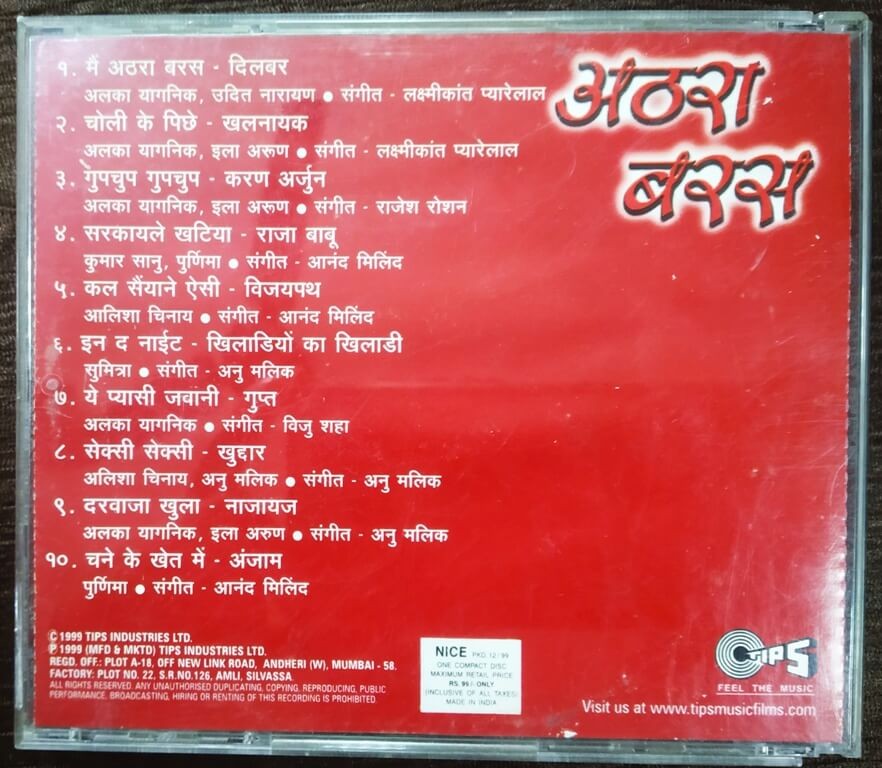 १. मैं अठरा बरस - दिलबर
अलका यागनिक, उदित नारायण ● संगीत - लक्ष्मीकांत प्यारेलाल
२. चोली के पिछे - खलनायक
अलका यागनिक, इला अरूण ● संगीत - लक्ष्मीकांत प्यारेलाल
३. गुपचुप गुपचुप - करण अर्जुन
अलका यागनिक, इला अरूण ● संगीत - राजेश रोशन
४. सरकायले खटिया - राजा बाबू
कुमार सानु, पुर्णिमा ● संगीत - आनंद मिलिंद
५. कल सैंयाने ऐसी - विजयपथ
आलिशा चिनाय ● संगीत - आनंद मिलिंद
६. इन द नाईट - खिलाडियों का खिलाडी
सुमित्रा ● संगीत - अनु मलिक
७. ये प्यासी जवानी - गुप्त
अलका यागनिक ● संगीत - विजु शहा
८. सेक्सी सेक्सी - खुद्दार
अलिशा चिनाय, अनु मलिक ● संगीत - अनु मलिक
९. दरवाजा खुला - नाजायज
अलका यागनिक, इला अरुण ● संगीत - अनु मलिक
१०. चने के खेत में - अंजाम
पुर्णिमा ● संगीत - आनंद मिलिंद
अठरा
बरस
C 1999 TIPS INDUSTRIES LTD.
P 1999 (MFD & MKTD) TIPS INDUSTRIES LTD.
REGD. OFF.: PLOT A-18, OFF NEW LINK ROAD, ANDHERI (W), MUMBAI - 58.
FACTORY: PLOT NO. 22, S.R.NO.126, AMLI, SILVASSA.
ALL RIGHTS RESERVED. ANY UNAUTHORISED DUPLICATING, COPYING, REPRODUCING, PUBLIC
PERFORMANCE, BROADCASTING, HIRING OR RENTING OF THIS RECORDING IS PROHIBITED.
NICE PKD. 12/99
ONE COMPACT DISC
MAXIMUM RETAIL PRICE
RS. 99/- ONLY
(INCLUSIVE OF ALL TAXES)
MADE IN INDIA
TIPS
FEEL THE MUSIC
Visit us at www.tipsmusicfilms.com